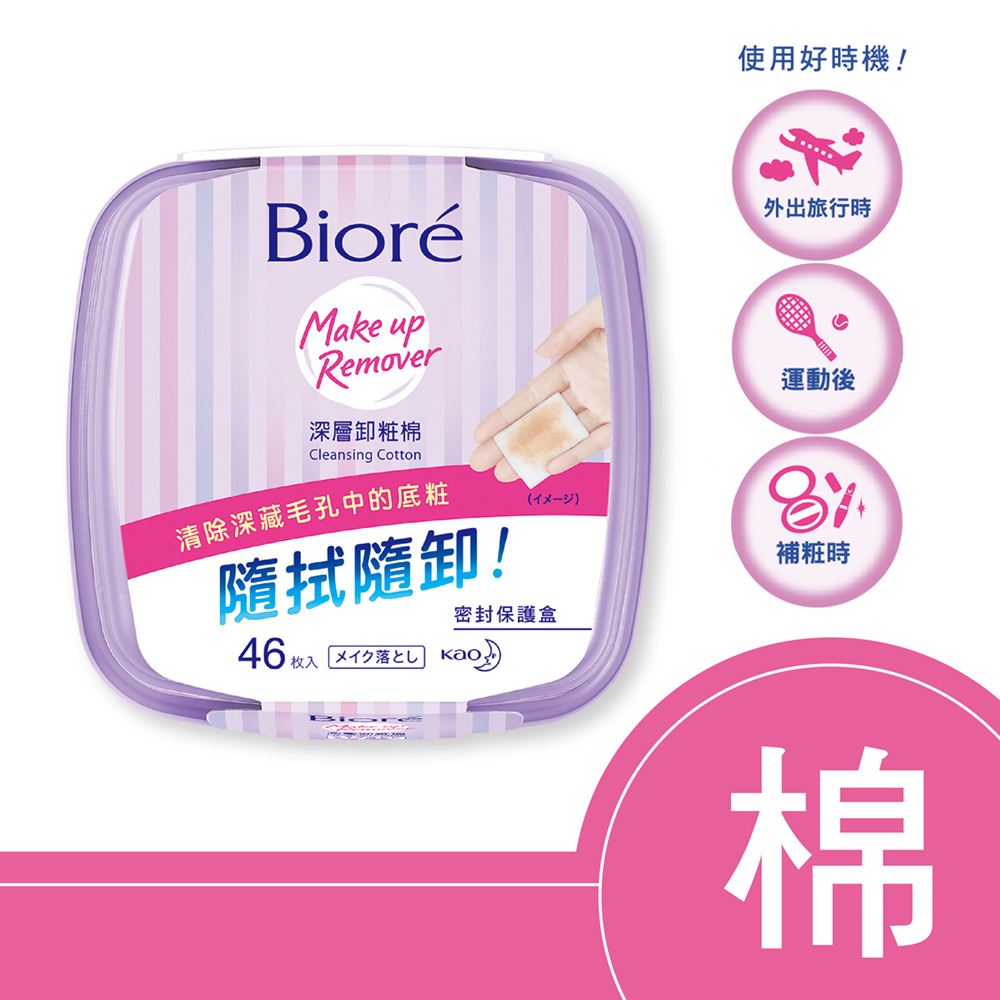 使用好時機!
外出旅行時
運動後
補粧時
Bioré
Make up
Remover
深層卸粧棉
Cleansing Cotton
(イメージ)
清除深藏毛孔中的底粧
隨拭隨卸!
密封保護盒
46枚入 メイク落とし Kao
Bioré
Make up
Remover
棉